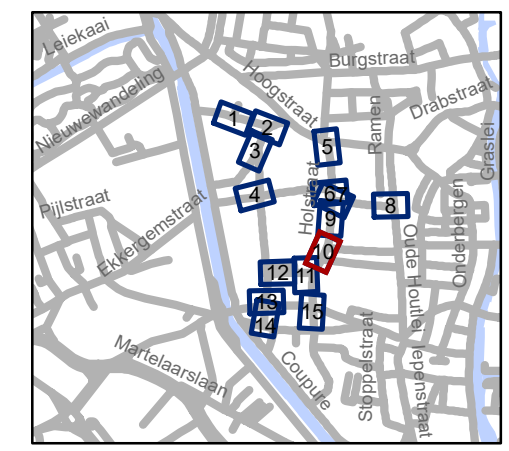 Leiekaai
Burgstraat
Hoogstraat
Nieuwewandeling
Drabstraat
Ramen
Graslei
1
2
3
5
Holstraat
4
6
7
8
9
Pijlstraat
Ekkergemstraat
Onderbergen
10
Oude Houtlei
12
11
13
15
14
Martelaarslaan
Coupure
Stoppelstraat
Iepenstraat